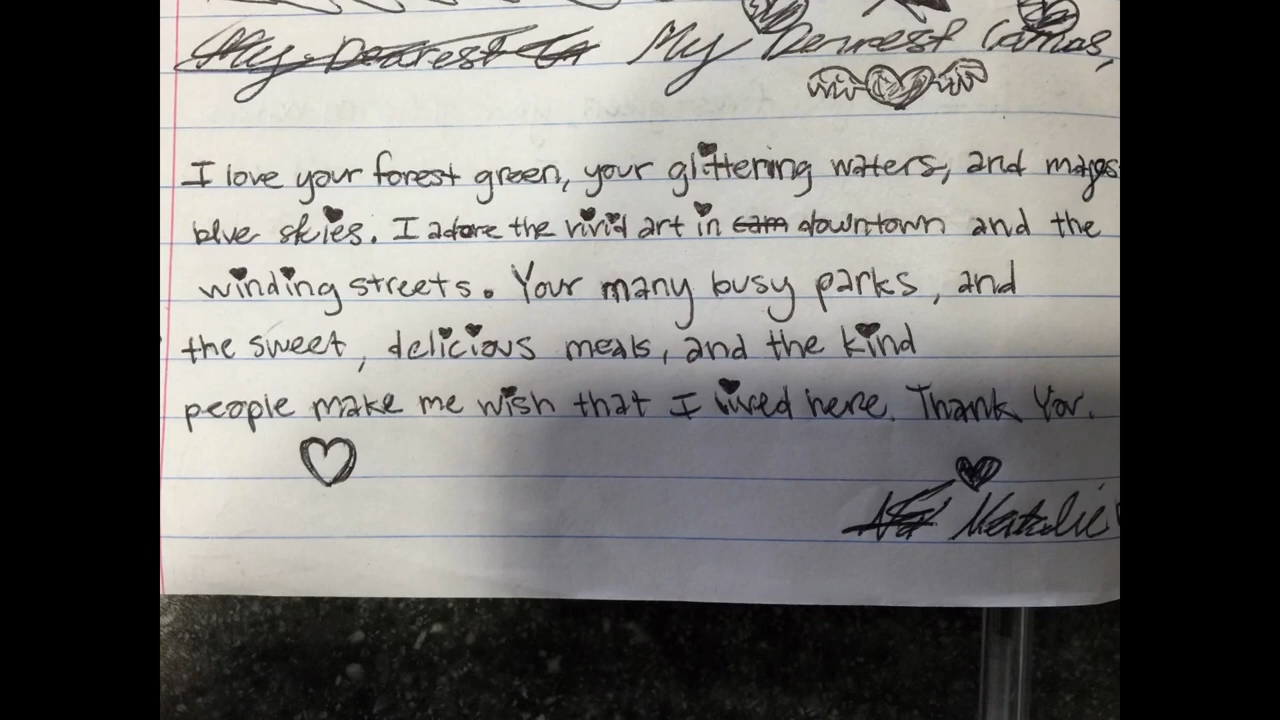 My Dearest Camas,
I love your forest green, your glittering waters, and
blue skies. I adore the vivid art in downtown and the
winding streets. Your many busy parks, and
the sweet, delicious meals, and the kind
people make me wish that I lived here. Thank You.
Natalie